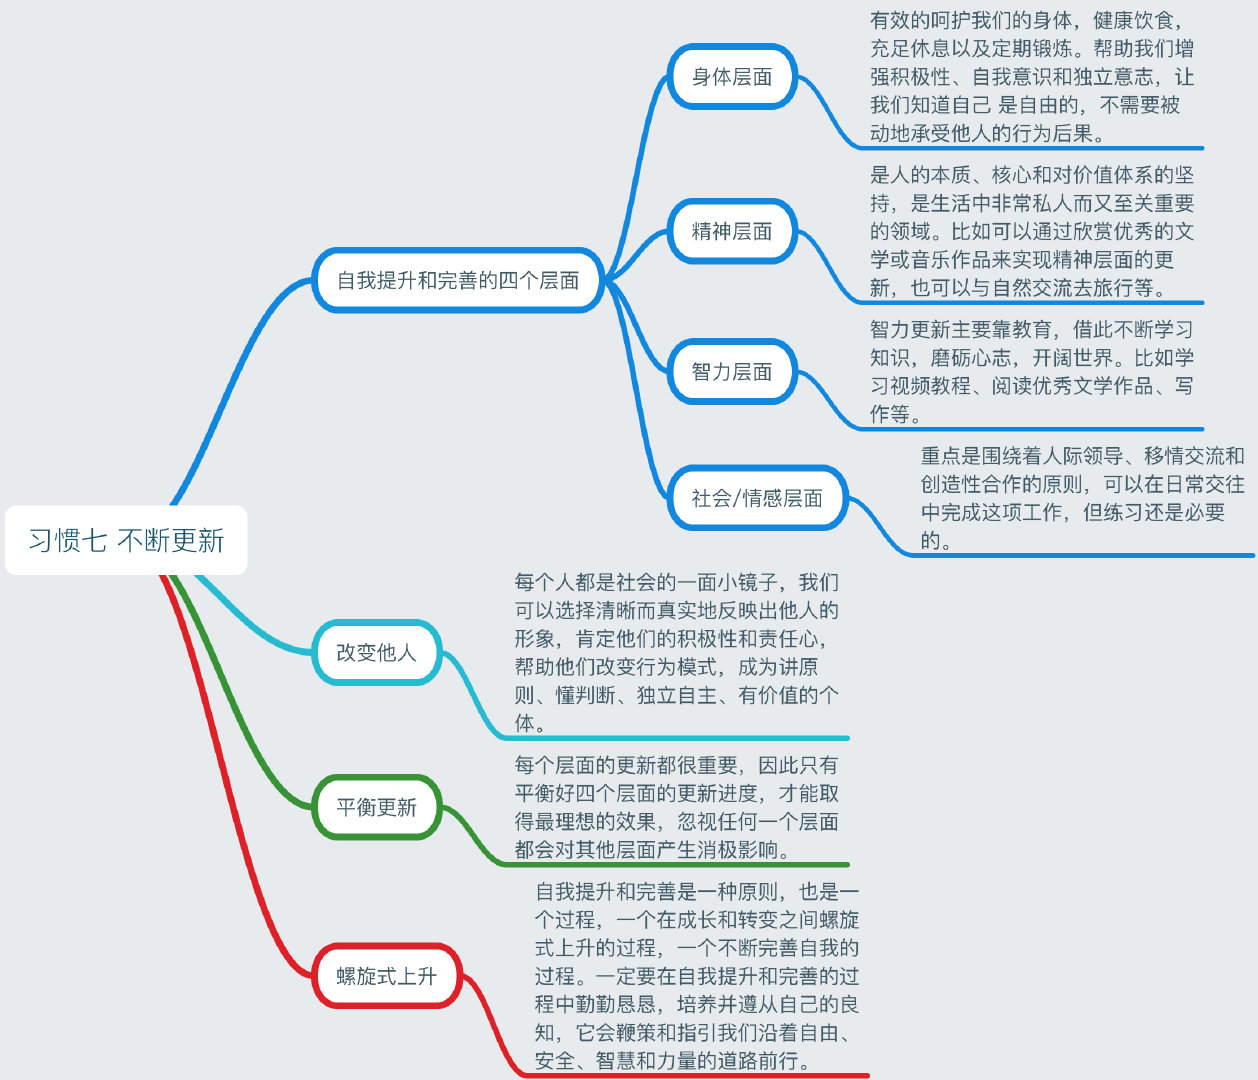 习惯七 不断更新
自我提升和完善的四个层面
身体层面
有效的呵护我们的身体，健康饮食，
充足休息以及定期锻炼。帮助我们增
强积极性、自我意识和独立意志，让
我们知道自己 是自由的，不需要被
动地承受他人的行为后果。
精神层面
是人的本质、核心和对价值体系的坚
持，是生活中非常私人而又至关重要
的领域。比如可以通过欣赏优秀的文
学或音乐作品来实现精神层面的更
新，也可以与自然交流去旅行等。
智力层面
智力更新主要靠教育，借此不断学习
知识，磨砺心志，开阔世界。比如学
习视频教程、阅读优秀文学作品、写
作等。
社会/情感层面
重点是围绕着人际领导、移情交流和
创造性合作的原则，可以在日常交往
中完成这项工作，但练习还是必要
的。
改变他人
每个人都是社会的一面小镜子，我们
可以选择清晰而真实地反映出他人的
形象，肯定他们的积极性和责任心，
帮助他们改变行为模式，成为讲原
则、懂判断、独立自主、有价值的个
体。
平衡更新
每个层面的更新都很重要，因此只有
平衡好四个层面的更新进度，才能取
得最理想的效果，忽视任何一个层面
都会对其他层面产生消极影响。
螺旋式上升
自我提升和完善是一种原则，也是一
个过程，一个在成长和转变之间螺旋
式上升的过程，一个不断完善自我的
过程。一定要在自我提升和完善的过
程中勤勤恳恳，培养并遵从自己的良
知，它会鞭策和指引我们沿着自由、
安全、智慧和力量的道路前行。